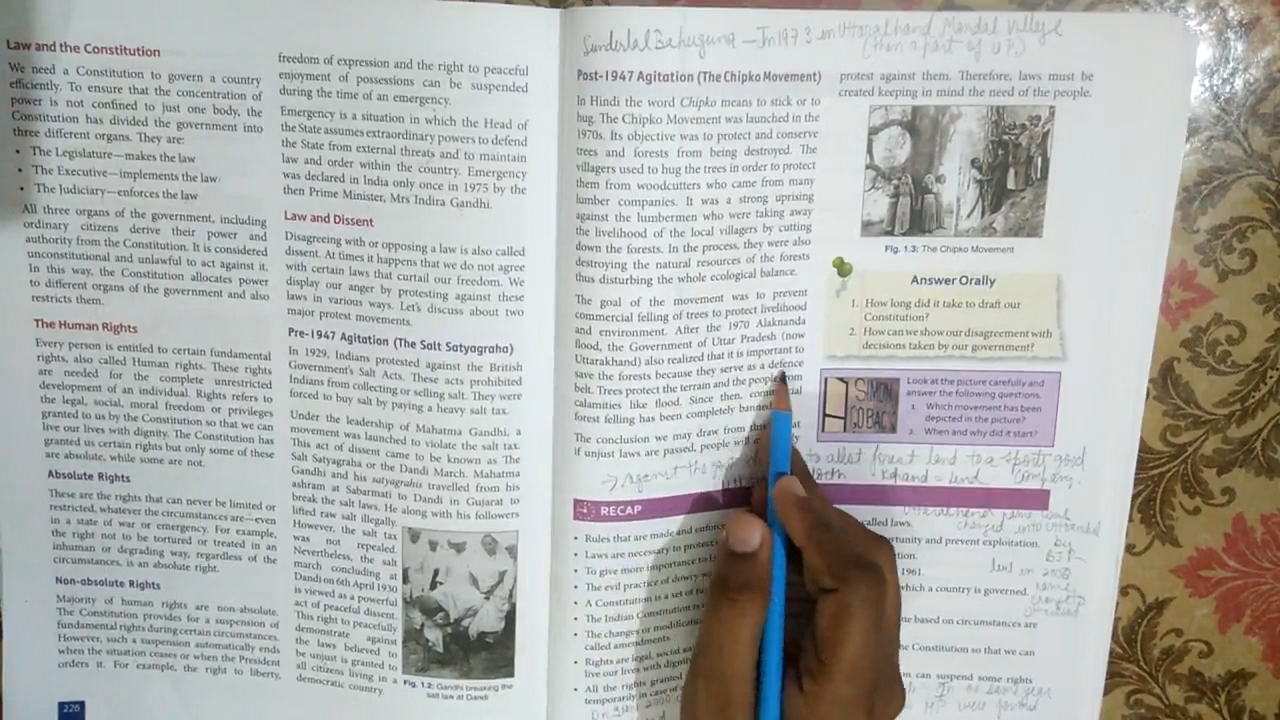 Law and the Constitution
We need a Constitution to govern a country
efficiently. To ensure that the concentration of
power is not confined to just one body, the
Constitution has divided the government into
three different organs. They are:
• The Legislature—makes the law
• The Executive—implements the law
• The Judiciary—enforces the law
All three organs of the government, including
ordinary citizens derive their power and
authority from the Constitution. It is considered
unconstitutional and unlawful to act against it.
In this way, the Constitution allocates power
to different organs of the government and also
restricts them.
The Human Rights
Every person is entitled to certain fundamental
rights, also called Human rights. These rights
are needed for the complete unrestricted
development of an individual. Rights refer to
the legal, social, moral freedom or privileges
granted to us by the Constitution so that we can
live our lives with dignity. The Constitution has
granted us certain rights but only some of these
are absolute, while some are not.
Absolute Rights
These are the rights that can never be limited or
restricted, whatever the circumstances are—even
in a state of war or emergency. For example,
the right not to be tortured or treated in an
inhuman or degrading way, regardless of the
circumstances, is an absolute right.
Non-absolute Rights
Majority of human rights are non-absolute.
The Constitution provides for a suspension of
fundamental rights during certain circumstances.
However, such a suspension automatically ends
when the situation ceases or when the President
orders it. For example, the right to liberty,
226
freedom of expression and the right to peaceful
enjoyment of possessions can be suspended
during the time of an emergency.
Emergency is a situation in which the Head of
the State assumes extraordinary powers to defend
the State from external threats and to maintain
law and order within the country. Emergency
was declared in India only once in 1975 by the
then Prime Minister, Mrs Indira Gandhi.
Law and Dissent
Disagreeing with or opposing a law is also called
dissent. At times it happens that we do not agree
with certain laws that curtail our freedom. We
display our anger by protesting against these
laws in various ways. Let's discuss about two
major protest movements.
Pre-1947 Agitation (The Salt Satyagraha)
In 1929, Indians protested against the British
Government's Salt Acts. These acts prohibited
Indians from collecting or selling salt. They were
forced to buy salt by paying a heavy salt tax.
Under the leadership of Mahatma Gandhi, a
movement was launched to violate the salt tax.
This act of dissent came to be known as The
Salt Satyagraha or the Dandi March. Mahatma
Gandhi and his satyagrahis travelled from his
ashram at Sabarmati to Dandi in Gujarat to
break the salt laws. He along with his followers
lifted raw salt illegally.
However, the salt tax
was not repealed.
Nevertheless, the salt
march concluding at
Dandi on 6th April 1930
is viewed as a powerful
act of peaceful dissent.
This right to peacefully
demonstrate against
the laws believed to
be unjust is granted to
all citizens living in a
democratic country.
Fig. 1.2: Gandhi breaking the
salt law at Dandi
Sunderlal Bahuguna — In 1973 in Uttarakhand Mandal Village
(then a part of U.P.)
Post-1947 Agitation (The Chipko Movement)
In Hindi the word Chipko means to stick or to
hug. The Chipko Movement was launched in the
1970s. Its objective was to protect and conserve
trees and forests from being destroyed. The
villagers used to hug the trees in order to protect
them from woodcutters who came from many
lumber companies. It was a strong uprising
against the lumbermen who were taking away
the livelihood of the local villagers by cutting
down the forests. In the process, they were also
destroying the natural resources of the forests
thus disturbing the whole ecological balance.
The goal of the movement was to prevent
commercial felling of trees to protect livelihood
and environment. After the 1970 Alaknanda
flood, the Government of Uttar Pradesh (now
Uttarakhand) also realized that it is important to
save the forests because they serve as a defence
belt. Trees protect the terrain and the people from
calamities like flood. Since then,
forest felling has been completely banned
The conclusion we may draw from
if unjust laws are passed, people will
protest against them. Therefore, laws must be
created keeping in mind the need of the people.
Fig. 1.3: The Chipko Movement
Answer Orally
1. How long did it take to draft our
Constitution?
2. How can we show our disagreement with
decisions taken by our government?
SIMON
GO BACK
Look at the picture carefully and
answer the following questions.
1. Which movement has been
depicted in the picture?
2. When and why did it start?
→ Against the to allot forest land to a sports good
company.
RECAP
• Rules that are made and called laws.
• Laws are necessary to protect unity and prevent exploitation.
• To give more importance to
• The evil practice of dowry 1961.
• A Constitution is a set of which a country is governed.
• The Indian Constitution
• The changes or based on circumstances are
called amendments.
• Rights are legal, the Constitution so that we can
live our lives with dignity
• All the rights granted can suspend some rights
temporarily in case of